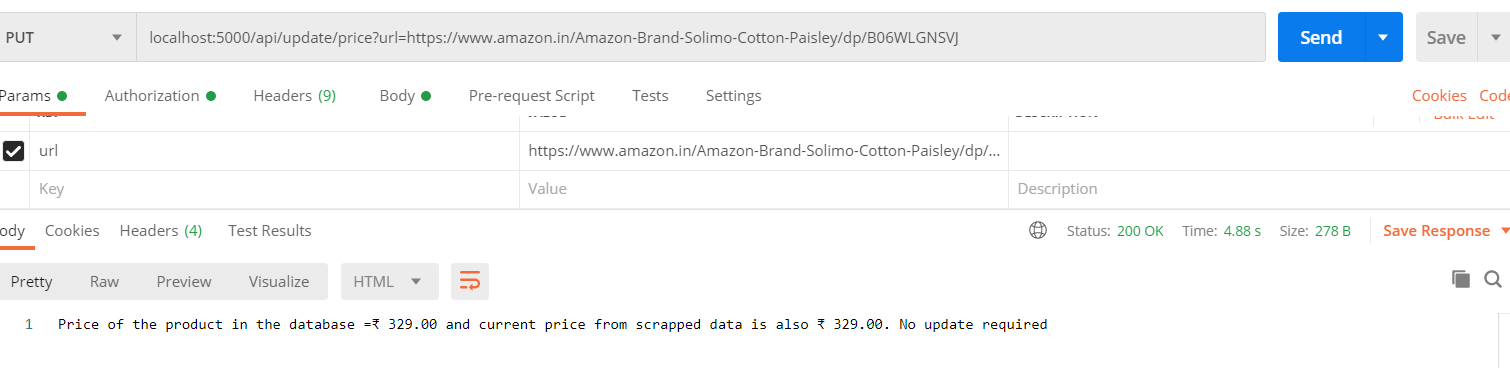 PUT localhost:5000/api/update/price?url=https://www.amazon.in/Amazon-Brand-Solimo-Cotton-Paisley/dp/B06WLGNSVJ Send Save
Params Authorization Headers (9) Body Pre-request Script Tests Settings Cookies Code
url https://www.amazon.in/Amazon-Brand-Solimo-Cotton-Paisley/dp/...
Key Value Description
ody Cookies Headers (4) Test Results Status: 200 OK Time: 4.88 s Size: 278 B Save Response
Pretty Raw Preview Visualize HTML
1 Price of the product in the database =₹ 329.00 and current price from scrapped data is also ₹ 329.00. No update required